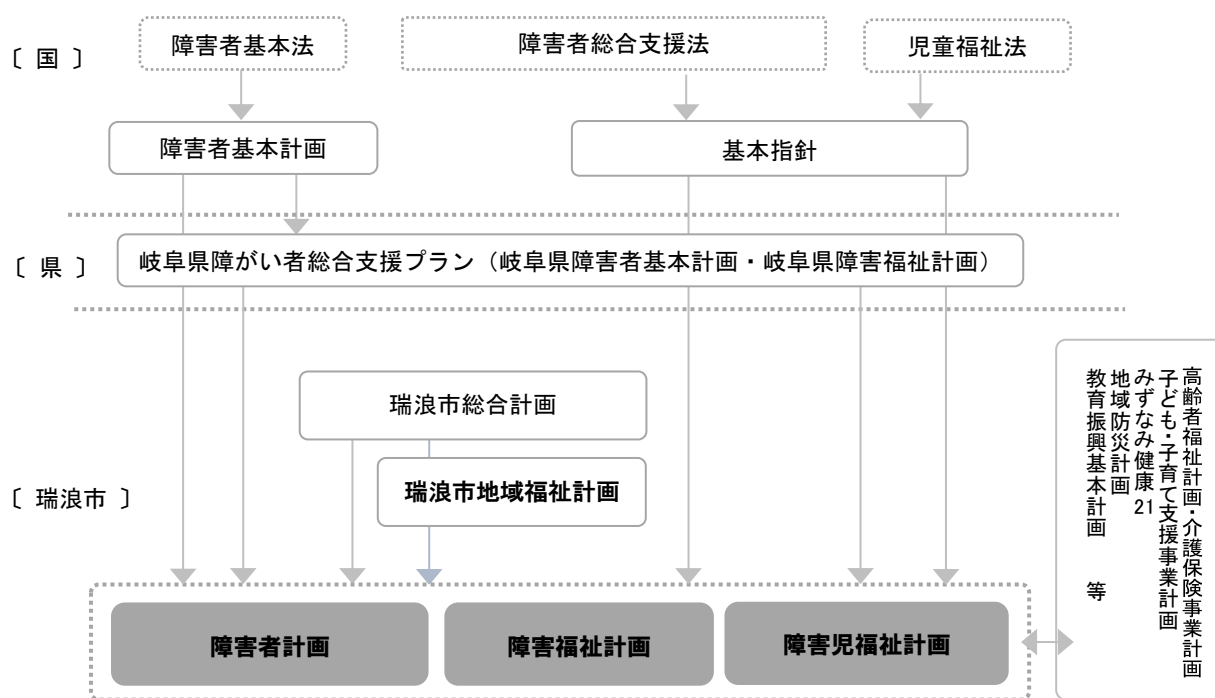 〔 国 〕
障害者基本法
障害者総合支援法
児童福祉法
障害者基本計画
基本指針
〔 県 〕
岐阜県障がい者総合支援プラン（岐阜県障害者基本計画・岐阜県障害福祉計画）
瑞浪市総合計画
瑞浪市地域福祉計画
〔 瑞浪市 〕
高齢者福祉計画・介護保険事業計画
子ども・子育て支援事業計画
みずなみ健康 21
地域防災計画
教育振興基本計画　等
障害者計画
障害福祉計画
障害児福祉計画